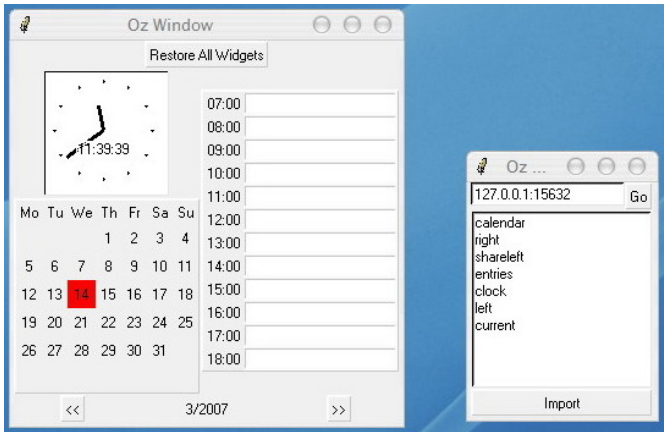 Oz Window
Restore All Widgets
11:39:39
07:00
08:00
09:00
10:00
11:00
12:00
13:00
14:00
15:00
16:00
17:00
18:00
Mo Tu We Th Fr Sa Su
1 2 3 4
5 6 7 8 9 10 11
12 13 14 15 16 17 18
19 20 21 22 23 24 25
26 27 28 29 30 31
<< 3/2007 >>
Oz ...
127.0.0.1:15632 Go
calendar
right
shareleft
entries
clock
left
current
Import